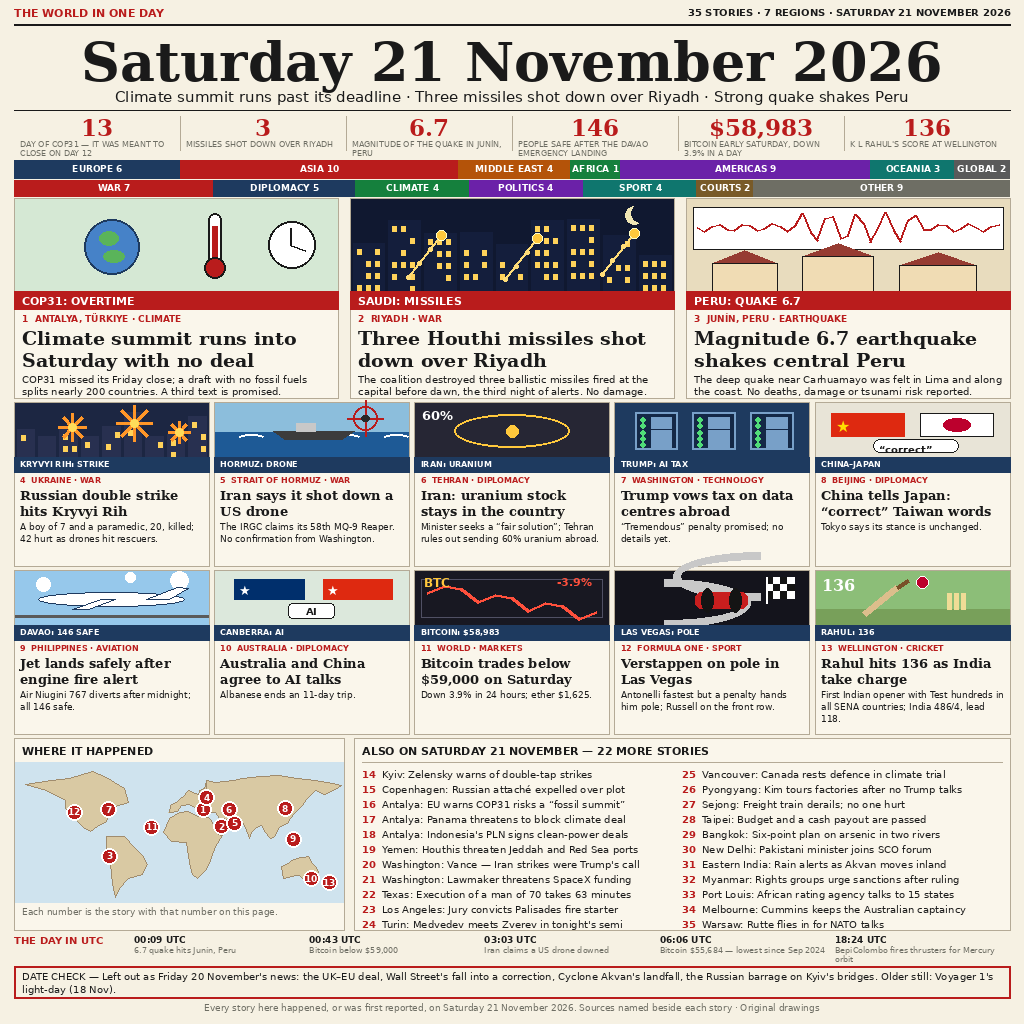 THE WORLD IN ONE DAY
35 STORIES · 7 REGIONS · SATURDAY 21 NOVEMBER 2026
Saturday 21 November 2026
Climate summit runs past its deadline · Three missiles shot down over Riyadh · Strong quake shakes Peru
13
DAY OF COP31 — IT WAS MEANT TO
CLOSE ON DAY 12
3
MISSILES SHOT DOWN OVER RIYADH
6.7
MAGNITUDE OF THE QUAKE IN JUNÍN,
PERU
146
PEOPLE SAFE AFTER THE DAVAO
EMERGENCY LANDING
$58,983
BITCOIN EARLY SATURDAY, DOWN
3.9% IN A DAY
136
K L RAHUL'S SCORE AT WELLINGTON
EUROPE 6
ASIA 10
MIDDLE EAST 4
AFRICA 1
AMERICAS 9
OCEANIA 3
GLOBAL 2
WAR 7
DIPLOMACY 5
CLIMATE 4
POLITICS 4
SPORT 4
COURTS 2
OTHER 9
COP31: OVERTIME
1 ANTALYA, TÜRKIYE · CLIMATE
Climate summit runs into
Saturday with no deal
COP31 missed its Friday close; a draft with no fossil fuels
splits nearly 200 countries. A third text is promised.
SAUDI: MISSILES
2 RIYADH · WAR
Three Houthi missiles shot
down over Riyadh
The coalition destroyed three ballistic missiles fired at the
capital before dawn, the third night of alerts. No damage.
PERU: QUAKE 6.7
3 JUNÍN, PERU · EARTHQUAKE
Magnitude 6.7 earthquake
shakes central Peru
The deep quake near Carhuamayo was felt in Lima and along
the coast. No deaths, damage or tsunami risk reported.
KRYVYI RIH: STRIKE
4 UKRAINE · WAR
Russian double strike
hits Kryvyi Rih
A boy of 7 and a paramedic, 20, killed;
42 hurt as drones hit rescuers.
HORMUZ: DRONE
5 STRAIT OF HORMUZ · WAR
Iran says it shot down a
US drone
The IRGC claims its 58th MQ-9 Reaper.
No confirmation from Washington.
60%
IRAN: URANIUM
6 TEHRAN · DIPLOMACY
Iran: uranium stock
stays in the country
Minister seeks a “fair solution”; Tehran
rules out sending 60% uranium abroad.
TRUMP: AI TAX
7 WASHINGTON · TECHNOLOGY
Trump vows tax on data
centres abroad
“Tremendous” penalty promised; no
details yet.
“correct”
CHINA–JAPAN
8 BEIJING · DIPLOMACY
China tells Japan:
“correct” Taiwan words
Tokyo says its stance is unchanged.
DAVAO: 146 SAFE
9 PHILIPPINES · AVIATION
Jet lands safely after
engine fire alert
Air Niugini 767 diverts after midnight;
all 146 safe.
AI
CANBERRA: AI
10 AUSTRALIA · DIPLOMACY
Australia and China
agree to AI talks
Albanese ends an 11-day trip.
BTC
-3.9%
BITCOIN: $58,983
11 WORLD · MARKETS
Bitcoin trades below
$59,000 on Saturday
Down 3.9% in 24 hours; ether $1,625.
LAS VEGAS: POLE
12 FORMULA ONE · SPORT
Verstappen on pole in
Las Vegas
Antonelli fastest but a penalty hands
him pole; Russell on the front row.
136
RAHUL: 136
13 WELLINGTON · CRICKET
Rahul hits 136 as India
take charge
First Indian opener with Test hundreds in
all SENA countries; India 486/4, lead
118.
WHERE IT HAPPENED
12
7
4
1
6
8
11
2
5
9
3
10
13
Each number is the story with that number on this page.
ALSO ON SATURDAY 21 NOVEMBER — 22 MORE STORIES
14 Kyiv: Zelensky warns of double-tap strikes
15 Copenhagen: Russian attaché expelled over plot
16 Antalya: EU warns COP31 risks a “fossil summit”
17 Antalya: Panama threatens to block climate deal
18 Antalya: Indonesia's PLN signs clean-power deals
19 Yemen: Houthis threaten Jeddah and Red Sea ports
20 Washington: Vance — Iran strikes were Trump's call
21 Washington: Lawmaker threatens SpaceX funding
22 Texas: Execution of a man of 70 takes 63 minutes
23 Los Angeles: Jury convicts Palisades fire starter
24 Turin: Medvedev meets Zverev in tonight's semi
25 Vancouver: Canada rests defence in climate trial
26 Pyongyang: Kim tours factories after no Trump talks
27 Sejong: Freight train derails; no one hurt
28 Taipei: Budget and a cash payout are passed
29 Bangkok: Six-point plan on arsenic in two rivers
30 New Delhi: Pakistani minister joins SCO forum
31 Eastern India: Rain alerts as Akvan moves inland
32 Myanmar: Rights groups urge sanctions after ruling
33 Port Louis: African rating agency talks to 15 states
34 Melbourne: Cummins keeps the Australian captaincy
35 Warsaw: Rutte flies in for NATO talks
THE DAY IN UTC
00:09 UTC
6.7 quake hits Junín, Peru
00:43 UTC
Bitcoin below $59,000
03:03 UTC
Iran claims a US drone downed
06:06 UTC
Bitcoin $55,684 — lowest since Sep 2024
18:24 UTC
BepiColombo fires thrusters for Mercury
orbit
DATE CHECK — Left out as Friday 20 November's news: the UK–EU deal, Wall Street's fall into a correction, Cyclone Akvan's landfall, the Russian barrage on Kyiv's bridges. Older still: Voyager 1's
light-day (18 Nov).
Every story here happened, or was first reported, on Saturday 21 November 2026. Sources named beside each story · Original drawings